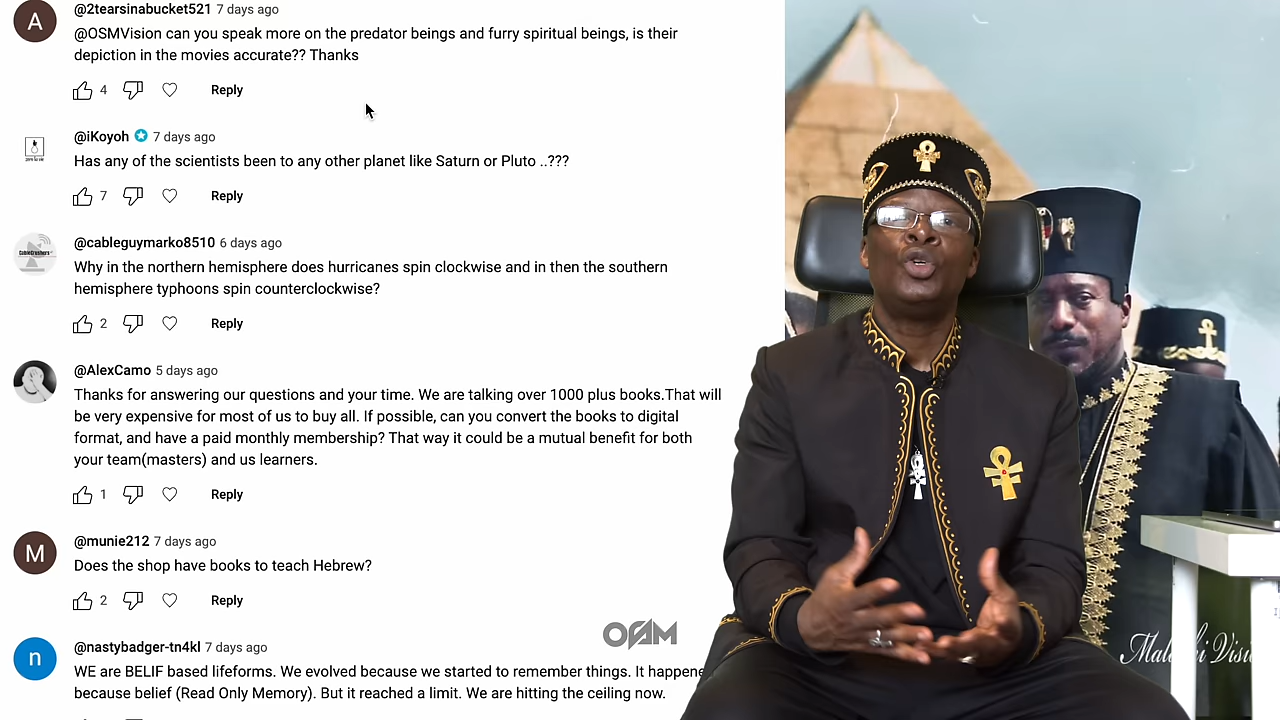 A
@2tearsinabucket521 7 days ago
@OSMVision can you speak more on the predator beings and furry spiritual beings, is their
depiction in the movies accurate?? Thanks
4 Reply
@iKoyoh 7 days ago
Has any of the scientists been to any other planet like Saturn or Pluto ..???
7 Reply
@cableguymarko8510 6 days ago
Why in the northern hemisphere does hurricanes spin clockwise and in then the southern
hemisphere typhoons spin counterclockwise?
2 Reply
@AlexCamo 5 days ago
Thanks for answering our questions and your time. We are talking over 1000 plus books.That will
be very expensive for most of us to buy all. If possible, can you convert the books to digital
format, and have a paid monthly membership? That way it could be a mutual benefit for both
your team(masters) and us learners.
1 Reply
M
@munie212 7 days ago
Does the shop have books to teach Hebrew?
2 Reply
n
@nastybadger-tn4kl 7 days ago
WE are BELIF based lifeforms. We evolved because we started to remember things. It happene
because belief (Read Only Memory). But it reached a limit. We are hitting the ceiling now.